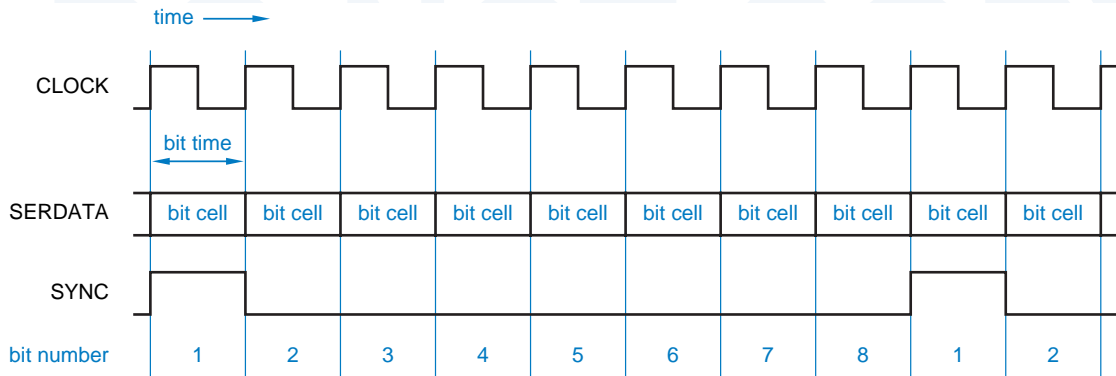 time
CLOCK
bit time
SERDATA bit cell bit cell bit cell bit cell bit cell bit cell bit cell bit cell bit cell bit cell
SYNC
bit number 1 2 3 4 5 6 7 8 1 2